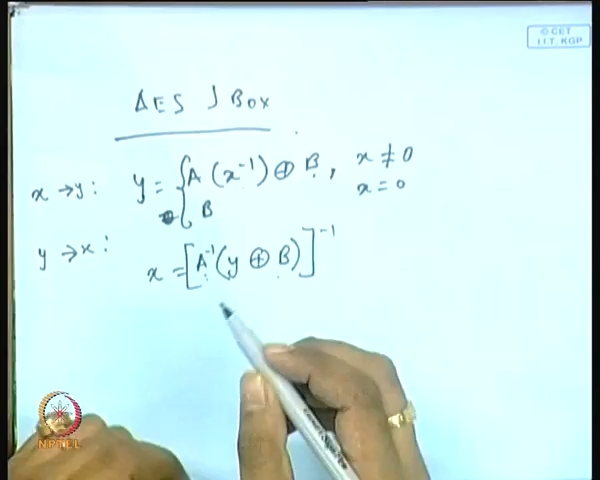 © CET
I.I.T. KGP
AES S Box
x → y : y = { A (x⁻¹) ⊕ B, x ≠ 0
B x = 0
y → x : x = [A⁻¹(y ⊕ B)]⁻¹
NPTEL